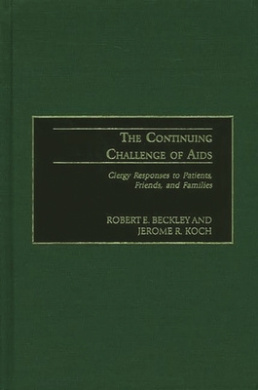 THE CONTINUING
CHALLENGE OF AIDS
Clergy Responses to Patients,
Friends, and Families
ROBERT E. BECKLEY AND
JEROME R. KOCH